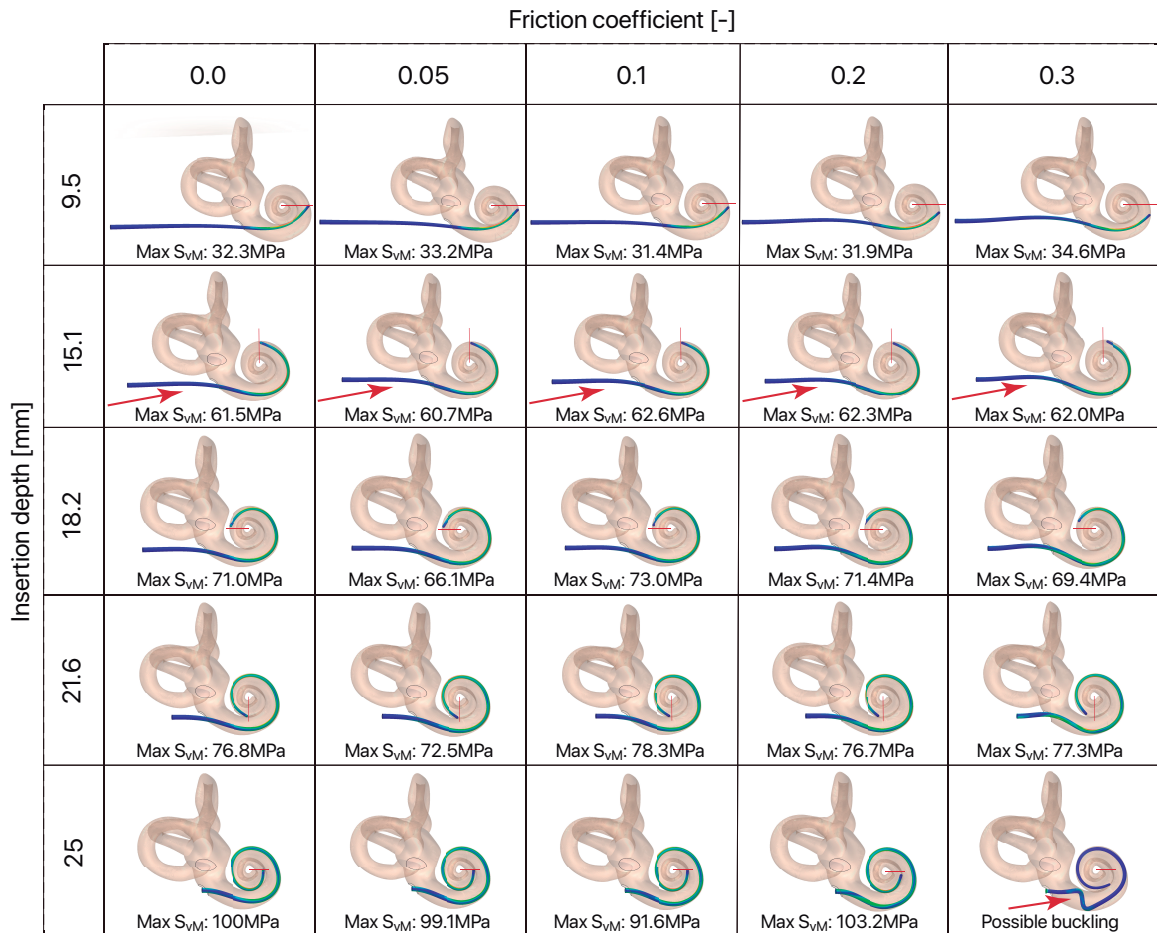 Friction coefficient [-]
0.0 0.05 0.1 0.2 0.3
Insertion depth [mm]
9.5
Max SvM: 32.3MPa Max SvM: 33.2MPa Max SvM: 31.4MPa Max SvM: 31.9MPa Max SvM: 34.6MPa
15.1
Max SvM: 61.5MPa Max SvM: 60.7MPa Max SvM: 62.6MPa Max SvM: 62.3MPa Max SvM: 62.0MPa
18.2
Max SvM: 71.0MPa Max SvM: 66.1MPa Max SvM: 73.0MPa Max SvM: 71.4MPa Max SvM: 69.4MPa
21.6
Max SvM: 76.8MPa Max SvM: 72.5MPa Max SvM: 78.3MPa Max SvM: 76.7MPa Max SvM: 77.3MPa
25
Max SvM: 100MPa Max SvM: 99.1MPa Max SvM: 91.6MPa Max SvM: 103.2MPa Possible buckling